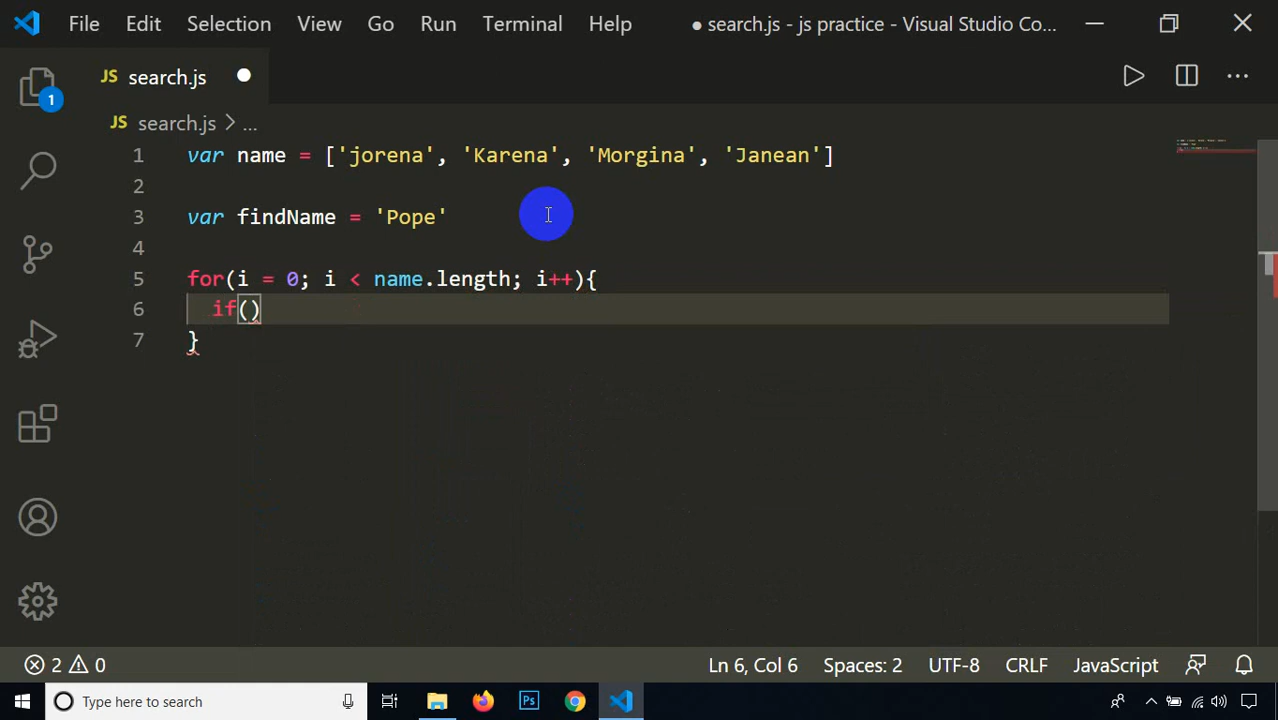 File Edit Selection View Go Run Terminal Help ● search.js - js practice - Visual Studio Co...
JS search.js
1
JS search.js > ...
1 var name = ['jorena', 'Karena', 'Morgina', 'Janean']
2
3 var findName = 'Pope'
4
5 for(i = 0; i < name.length; i++){
6 if()
7 }
2 0 Ln 6, Col 6 Spaces: 2 UTF-8 CRLF JavaScript
Type here to search Ps